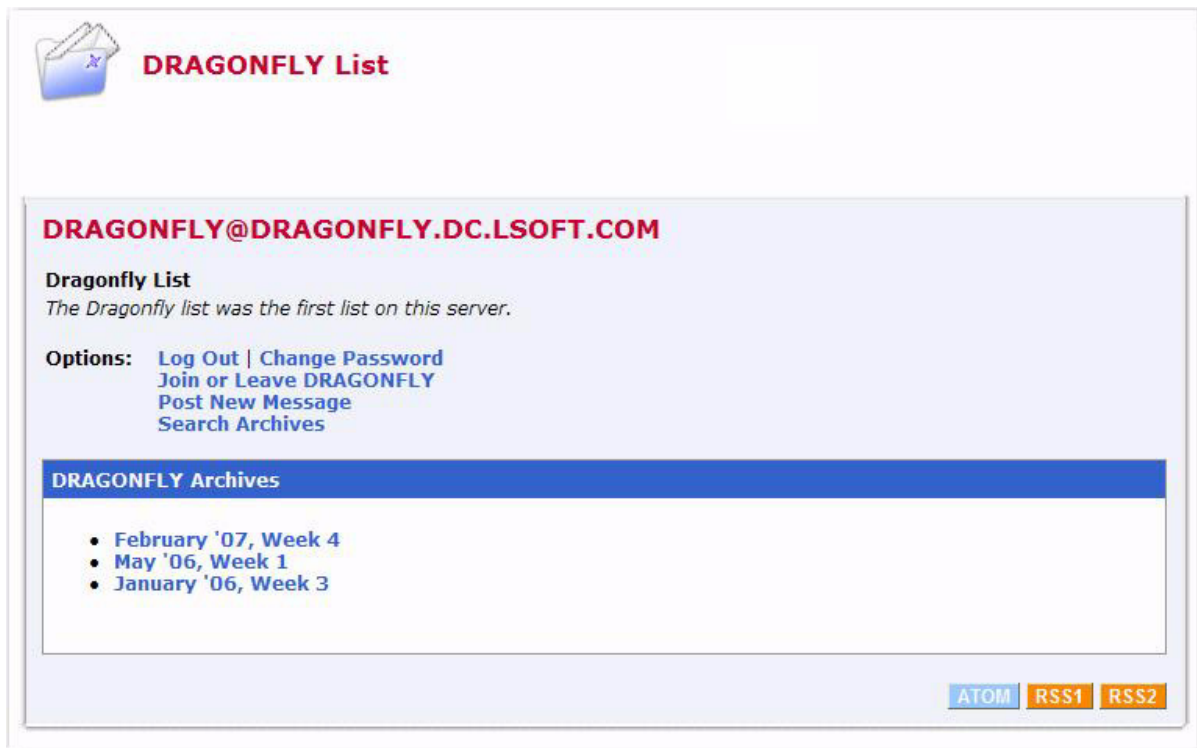 DRAGONFLY List
DRAGONFLY@DRAGONFLY.DC.LSOFT.COM
Dragonfly List
The Dragonfly list was the first list on this server.
Options: Log Out | Change Password
Join or Leave DRAGONFLY
Post New Message
Search Archives
DRAGONFLY Archives
• February '07, Week 4
• May '06, Week 1
• January '06, Week 3
ATOM RSS1 RSS2